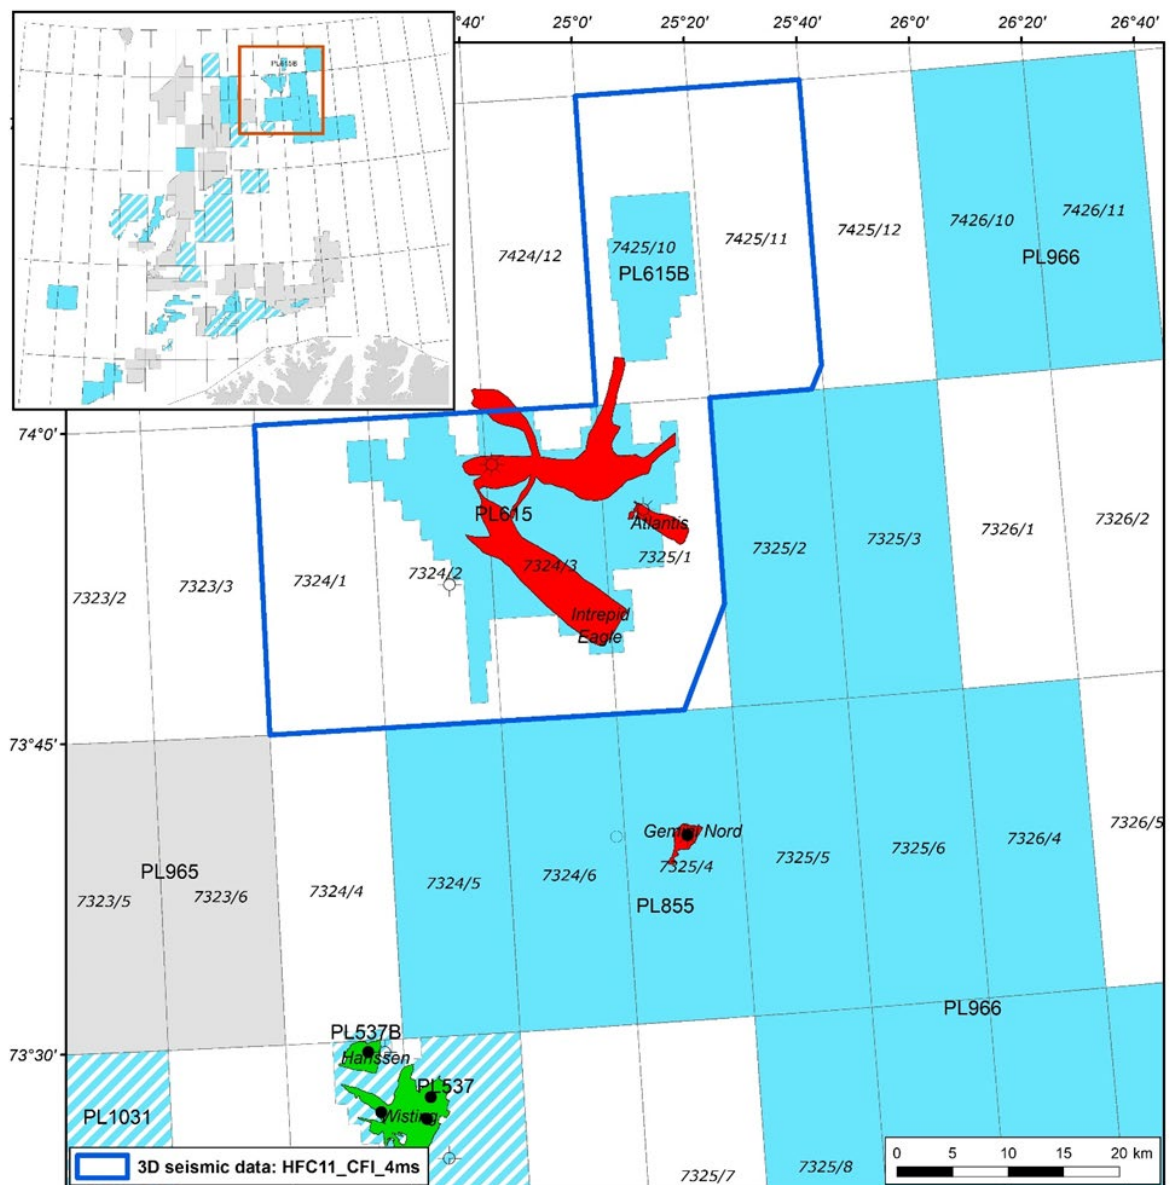 40'
25°0'
25°20'
25°40'
26°0'
26°20'
26°40'
PL615B
7426/11
7425/12
7426/10
7425/11
7425/10
7424/12
PL966
PL615B
74°0'
PL615
Atlantis
7326/2
7326/1
7325/3
7325/2
7325/1
7324/3
7324/2
7324/1
7323/3
7323/2
Intrepid
Eagle
73°45'
7326/5
Gemini Nord
7326/4
7325/6
7325/5
7325/4
7324/6
7324/5
7324/4
PL965
7323/6
7323/5
PL855
PL966
73°30'
PL537B
Hanssen
PL537
Wisting
PL1031
3D seismic data: HFC11_CFI_4ms
7325/7
7325/8
0 5 10 20 km